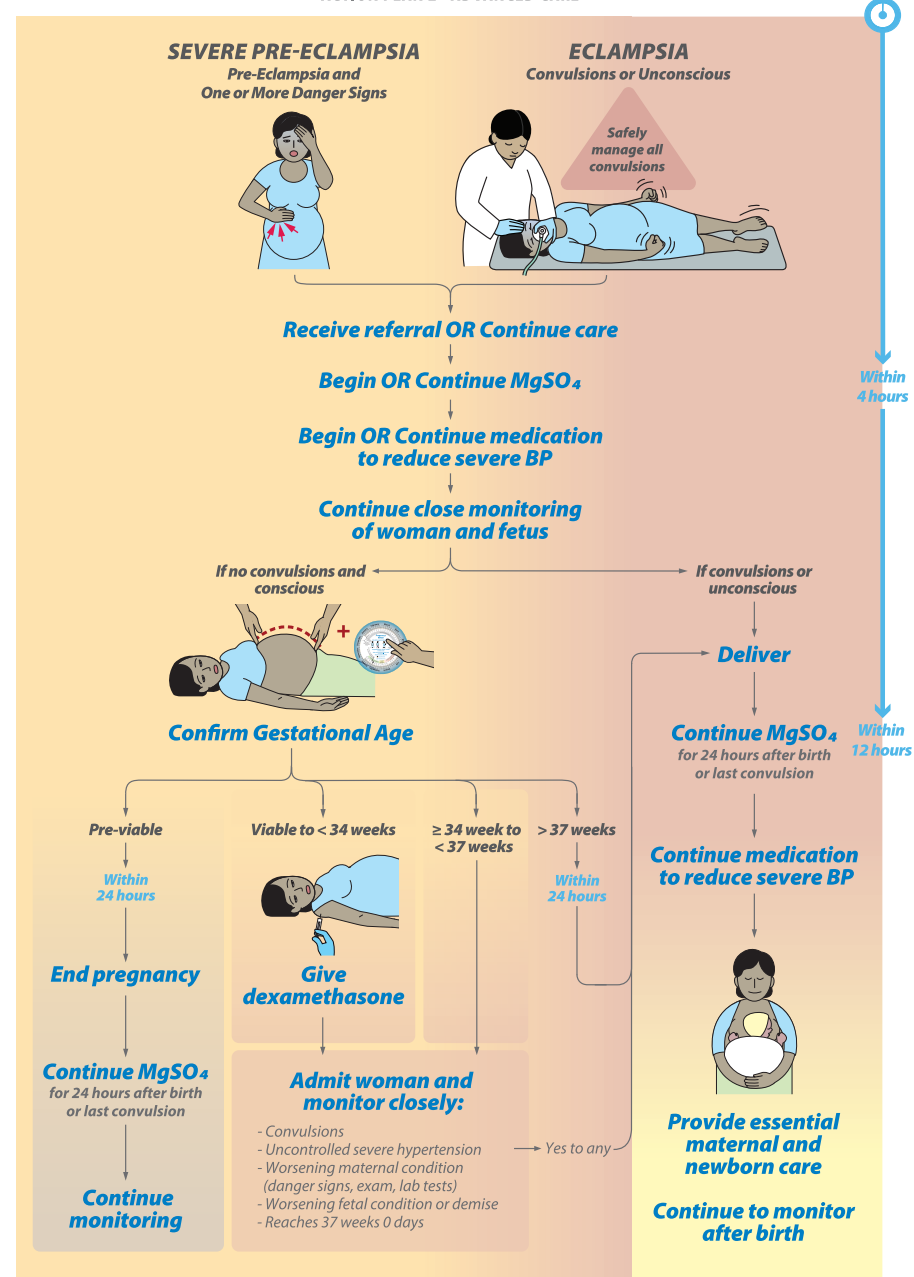 SEVERE PRE-ECLAMPSIA
Pre-Eclampsia and
One or More Danger Signs
ECLAMPSIA
Convulsions or Unconscious
Safely
manage all
convulsions
Receive referral OR Continue care
Begin OR Continue MgSO₄
Within
4 hours
Begin OR Continue medication
to reduce severe BP
Continue close monitoring
of woman and fetus
If no convulsions and
conscious
If convulsions or
unconscious
+
Deliver
Confirm Gestational Age
Continue MgSO₄
for 24 hours after birth
or last convulsion
Within
12 hours
Pre-viable
Viable to < 34 weeks
≥ 34 week to
< 37 weeks
> 37 weeks
Within
24 hours
Within
24 hours
Continue medication
to reduce severe BP
End pregnancy
Give
dexamethasone
Continue MgSO₄
for 24 hours after birth
or last convulsion
Admit woman and
monitor closely:
- Convulsions
- Uncontrolled severe hypertension
- Worsening maternal condition
(danger signs, exam, lab tests)
- Worsening fetal condition or demise
- Reaches 37 weeks 0 days
Yes to any
Continue
monitoring
Provide essential
maternal and
newborn care
Continue to monitor
after birth